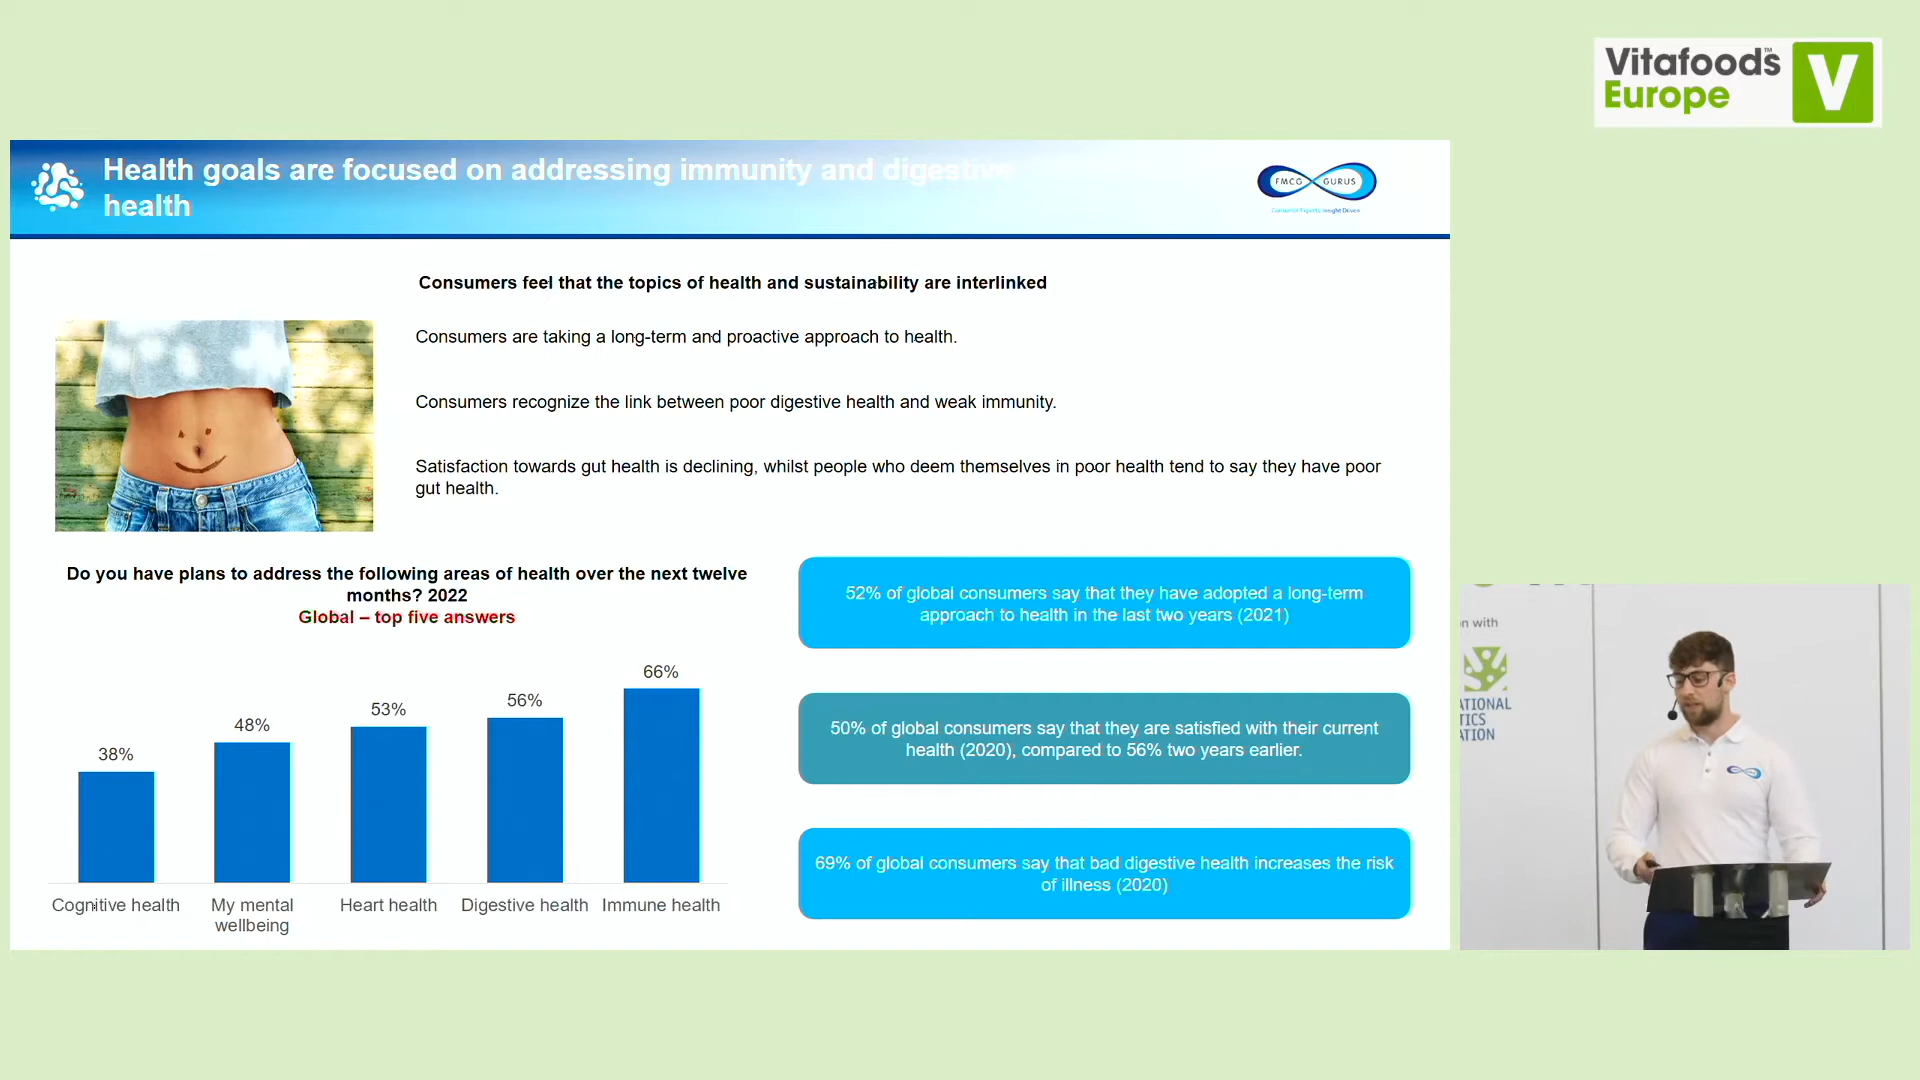 Vitafoods™
Europe
V
Health goals are focused on addressing immunity and digestive
health
FMCG GURUS
Consumer Experts Insight Driven
Consumers feel that the topics of health and sustainability are interlinked
Consumers are taking a long-term and proactive approach to health.
Consumers recognize the link between poor digestive health and weak immunity.
Satisfaction towards gut health is declining, whilst people who deem themselves in poor health tend to say they have poor
gut health.
Do you have plans to address the following areas of health over the next twelve
months? 2022
Global – top five answers
38%
48%
53%
56%
66%
Cognitive health
My mental
wellbeing
Heart health
Digestive health
Immune health
52% of global consumers say that they have adopted a long-term
approach to health in the last two years (2021)
50% of global consumers say that they are satisfied with their current
health (2020), compared to 56% two years earlier.
69% of global consumers say that bad digestive health increases the risk
of illness (2020)
n with
ATIONAL
TICS
ATION